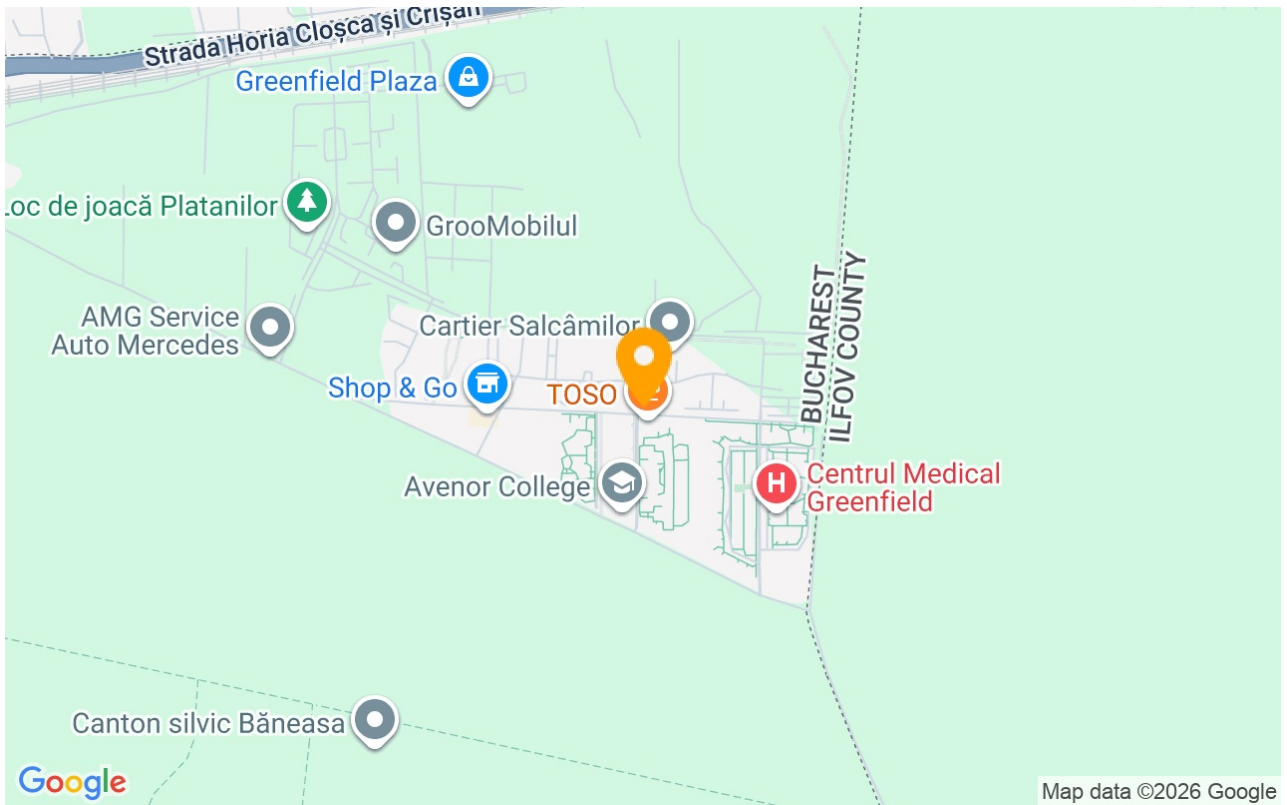 Strada Horia Cloșca și Crișan
Greenfield Plaza
Loc de joacă Platanilor
GrooMobilul
AMG Service
Auto Mercedes
Cartier Salcâmilor
BUCHAREST
ILFOV COUNTY
Shop & Go
TOSO
Avenor College
Centrul Medical
Greenfield
Canton silvic Băneasa
Google
Map data ©2026 Google